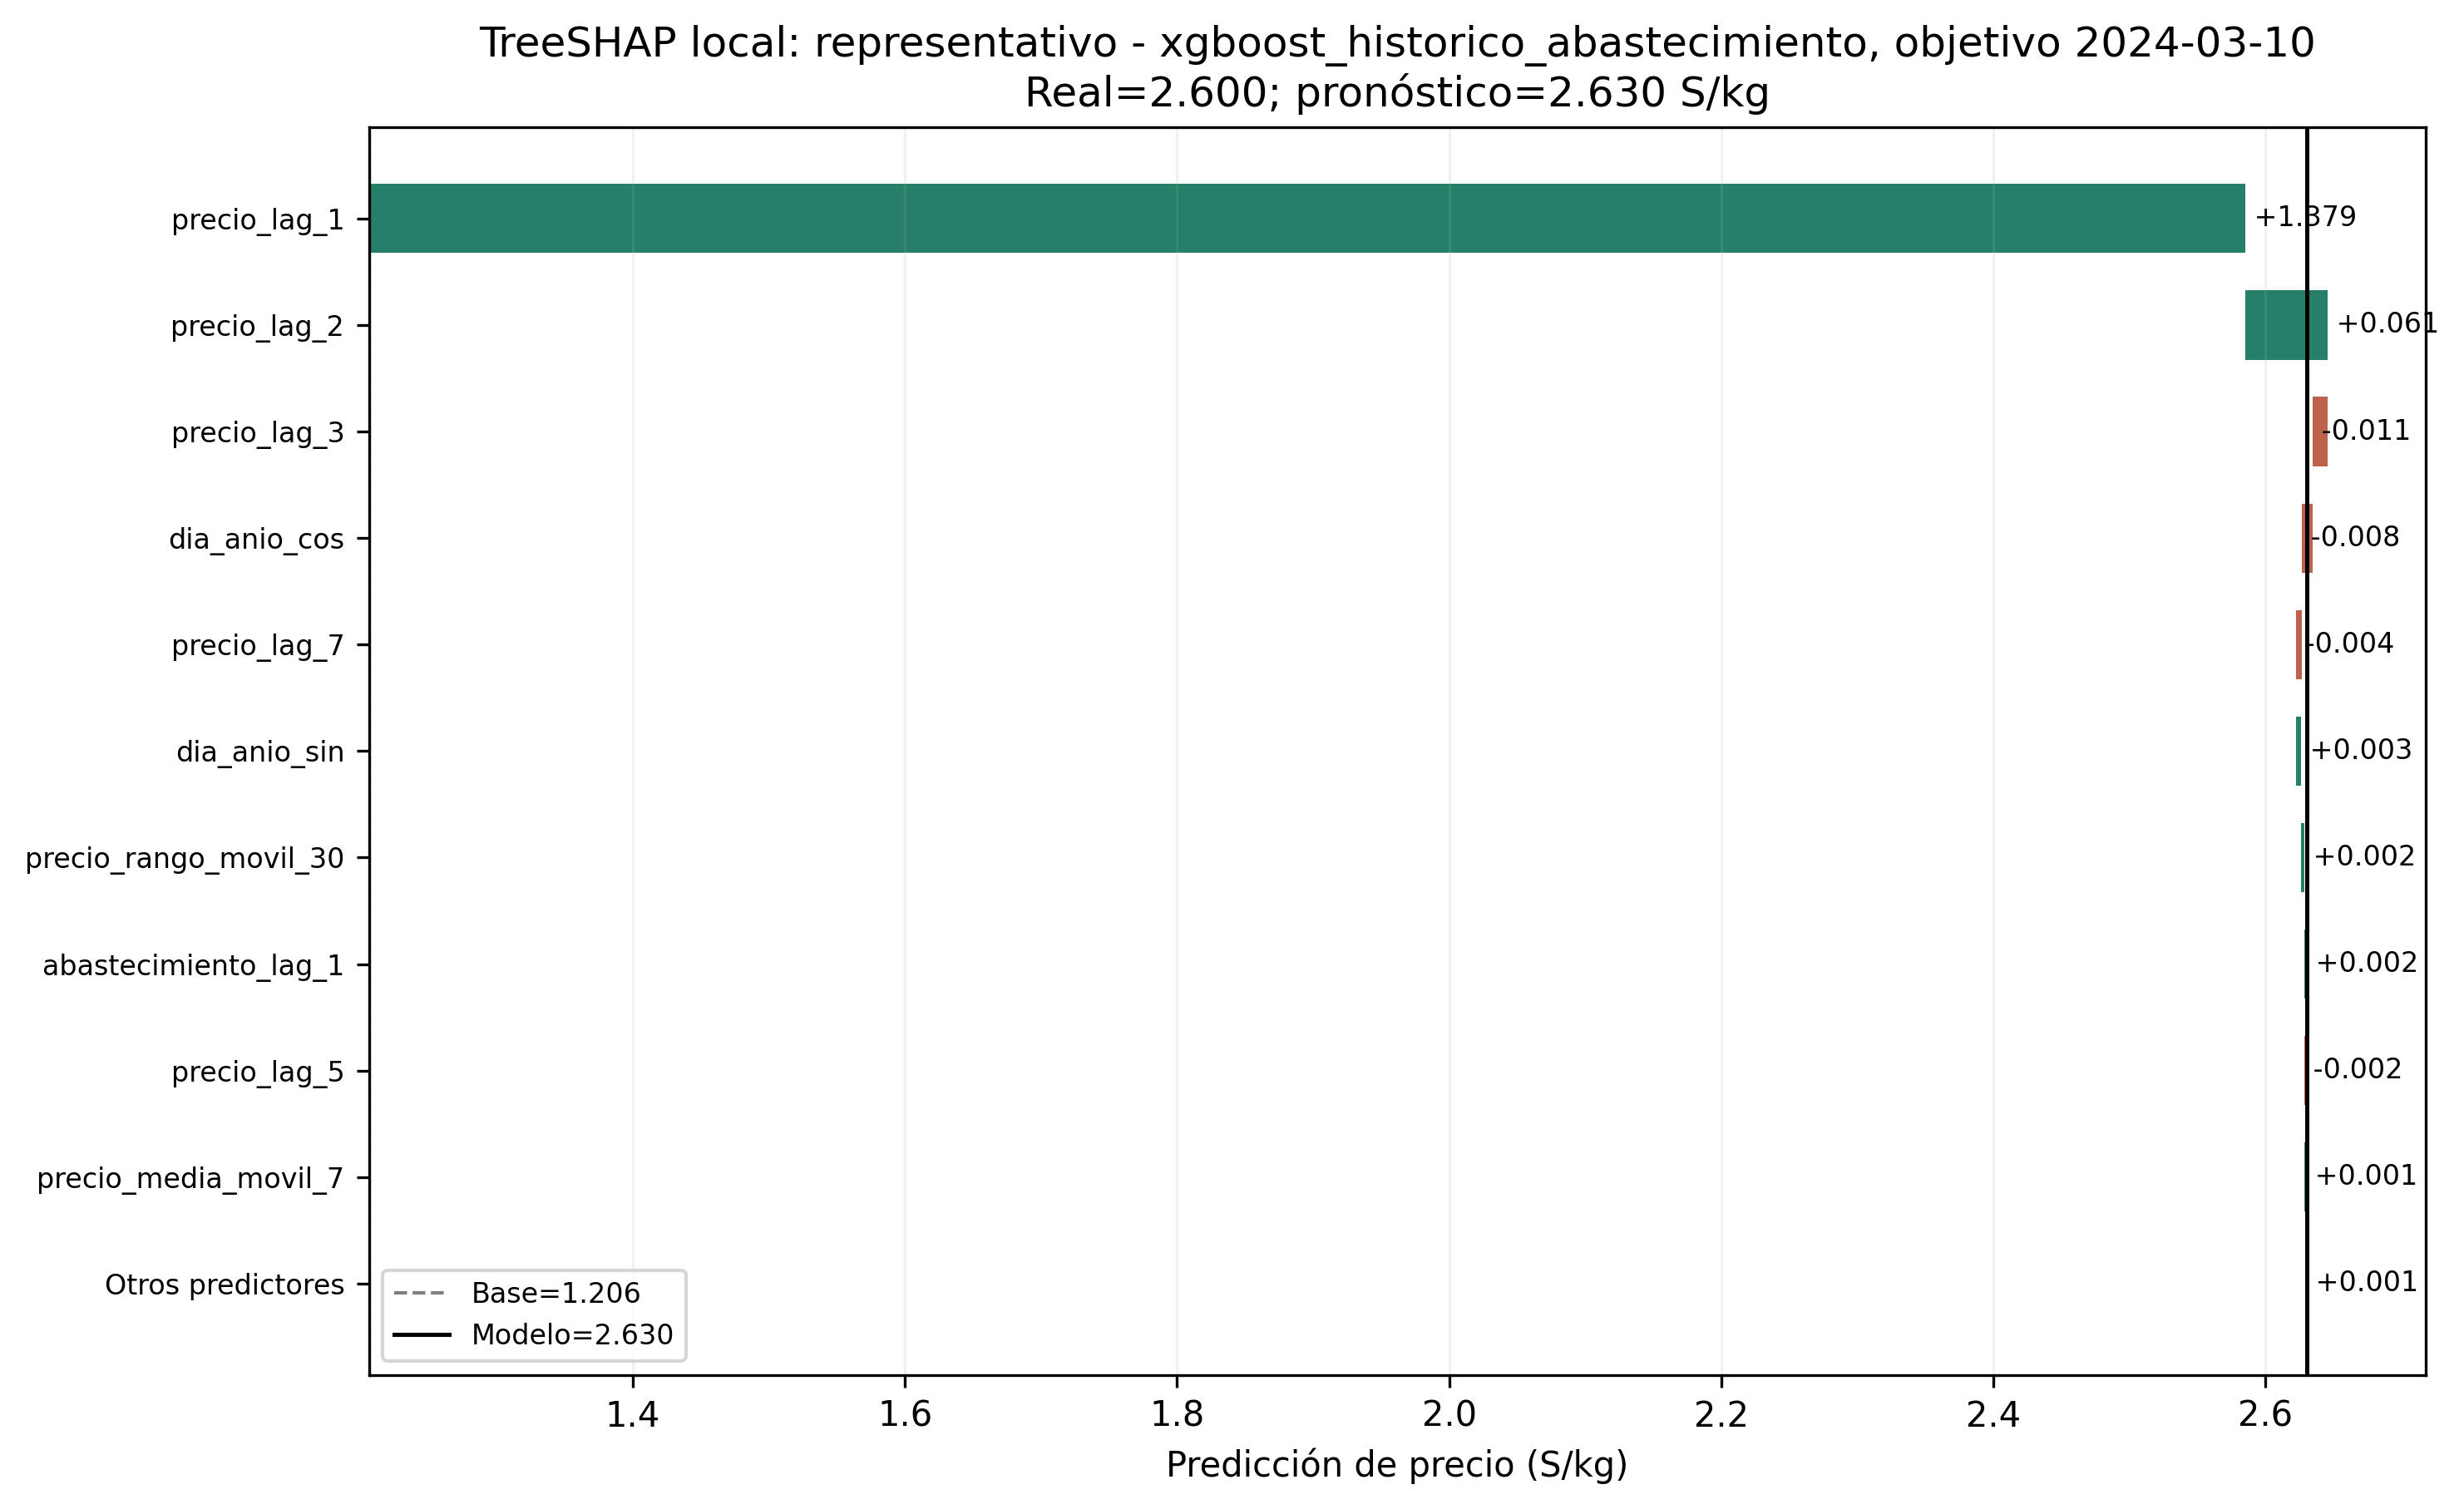 TreeSHAP local: representativo - xgboost_historico_abastecimiento, objetivo 2024-03-10
Real=2.600; pronóstico=2.630 S/kg
precio_lag_1
+1.379
precio_lag_2
+0.061
precio_lag_3
-0.011
dia_anio_cos
-0.008
precio_lag_7
-0.004
dia_anio_sin
+0.003
precio_rango_movil_30
+0.002
abastecimiento_lag_1
+0.002
precio_lag_5
-0.002
precio_media_movil_7
+0.001
Otros predictores
+0.001
Base=1.206
Modelo=2.630
1.4 1.6 1.8 2.0 2.2 2.4 2.6
Predicción de precio (S/kg)